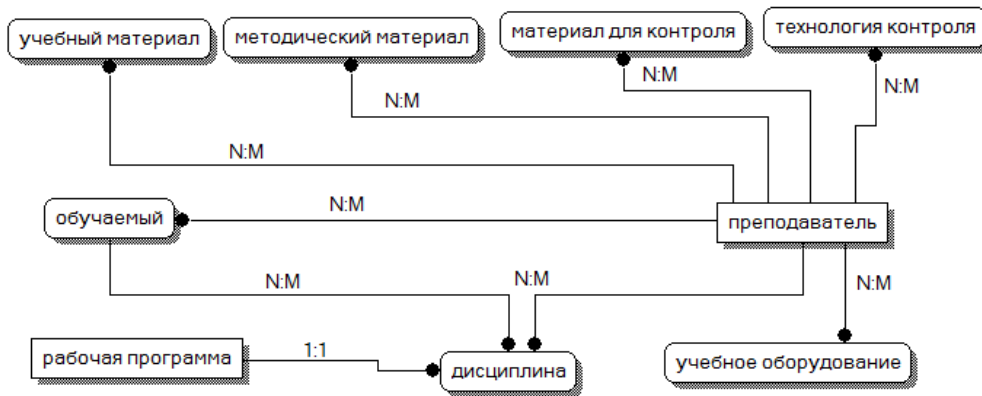 учебный материал
методический материал
материал для контроля
технология контроля
N:M
N:M
N:M
N:M
обучаемый
N:M
преподаватель
N:M
N:M
N:M
рабочая программа
1:1
дисциплина
учебное оборудование